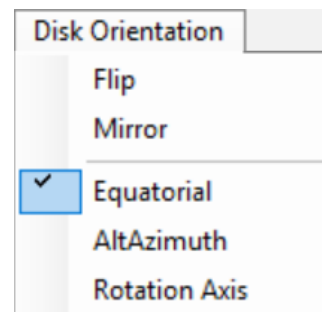 Disk Orientation
Flip
Mirror
Equatorial
AltAzimuth
Rotation Axis